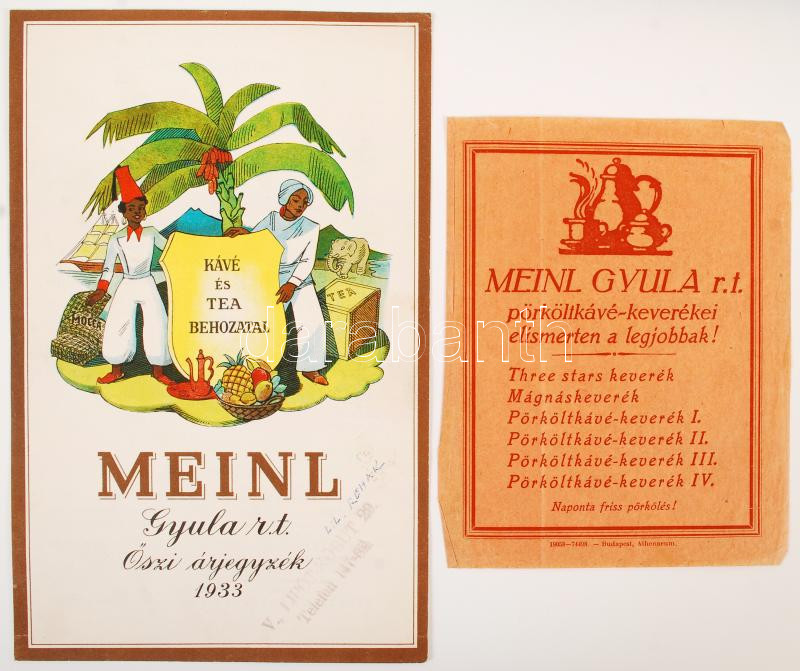 KÁVÉ
ÉS
TEA
BEHOZATAL
MOCCA
TEA
MEINL
Gyula r.t.
Őszi árjegyzék
1933
MEINL GYULA r.t.
pörköltkávé-keverékei
elismerten a legjobbak!
Three stars keverék
Mágnáskeverék
Pörköltkávé-keverék I.
Pörköltkávé-keverék II.
Pörköltkávé-keverék III.
Pörköltkávé-keverék IV.
Naponta friss pörkölés!
Budapest, Athenaeum.
darabanth